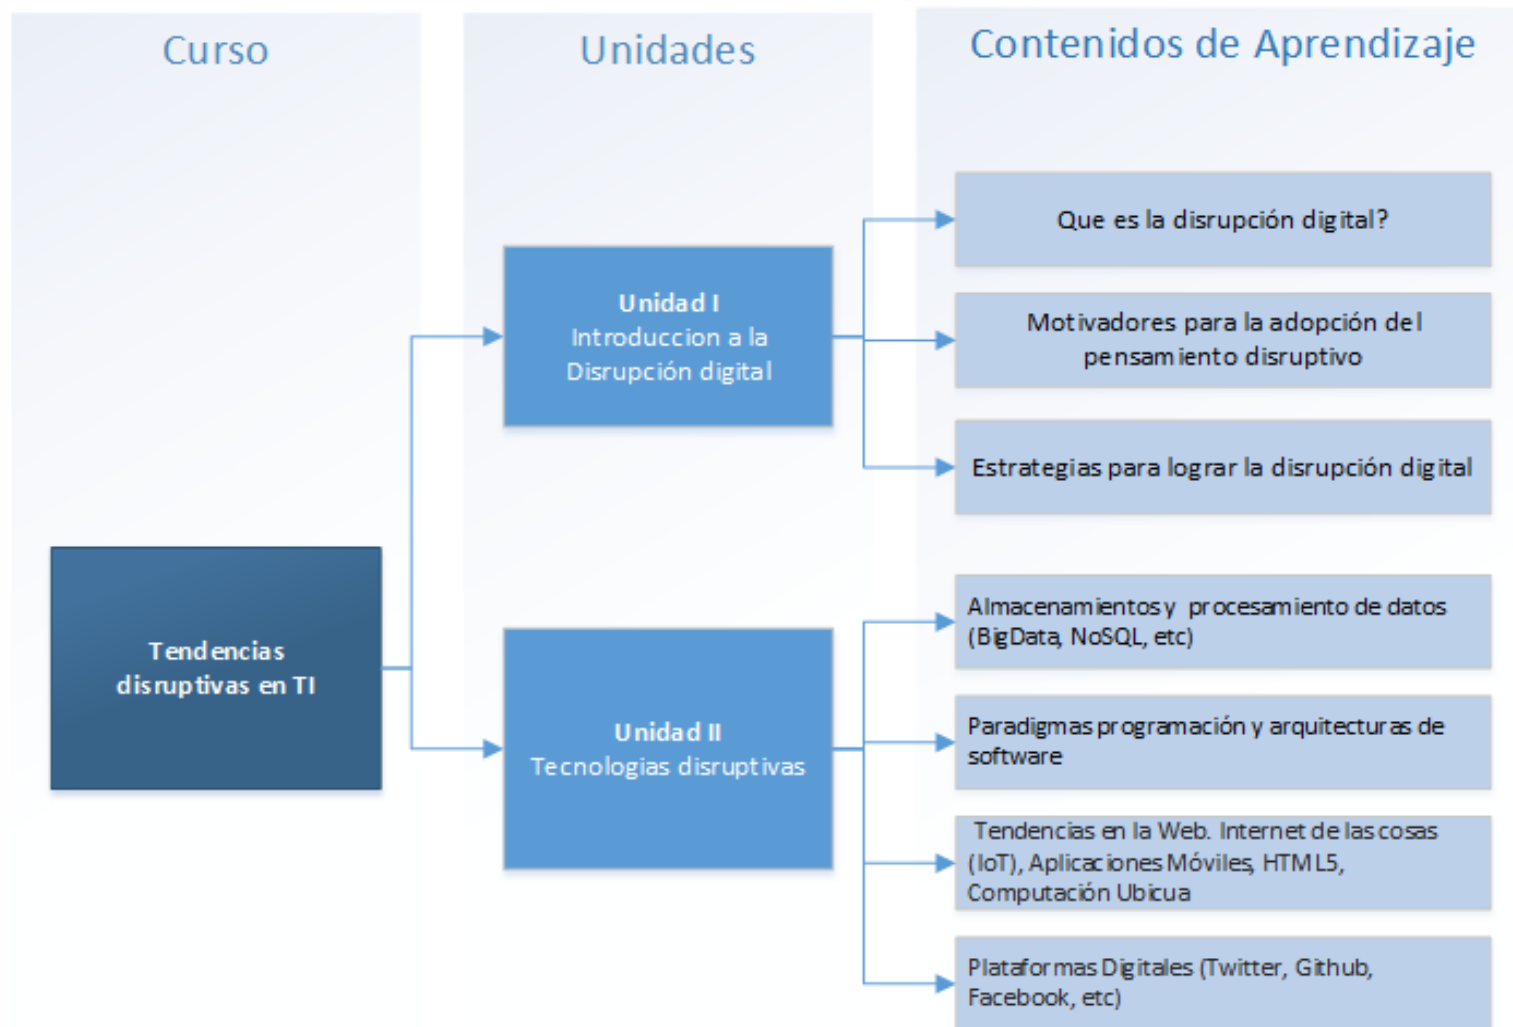 Curso
Unidades
Contenidos de Aprendizaje
Tendencias
disruptivas en TI
Unidad I
Introduccion a la
Disrupción digital
Unidad II
Tecnologias disruptivas
Que es la disrupción digital?
Motivadores para la adopción del
pensamiento disruptivo
Estrategias para lograr la disrupción digital
Almacenamientos y procesamiento de datos
(BigData, NoSQL, etc)
Paradigmas programación y arquitecturas de
software
Tendencias en la Web. Internet de las cosas
(IoT), Aplicaciones Móviles, HTML5,
Computación Ubicua
Plataformas Digitales (Twitter, Github,
Facebook, etc)